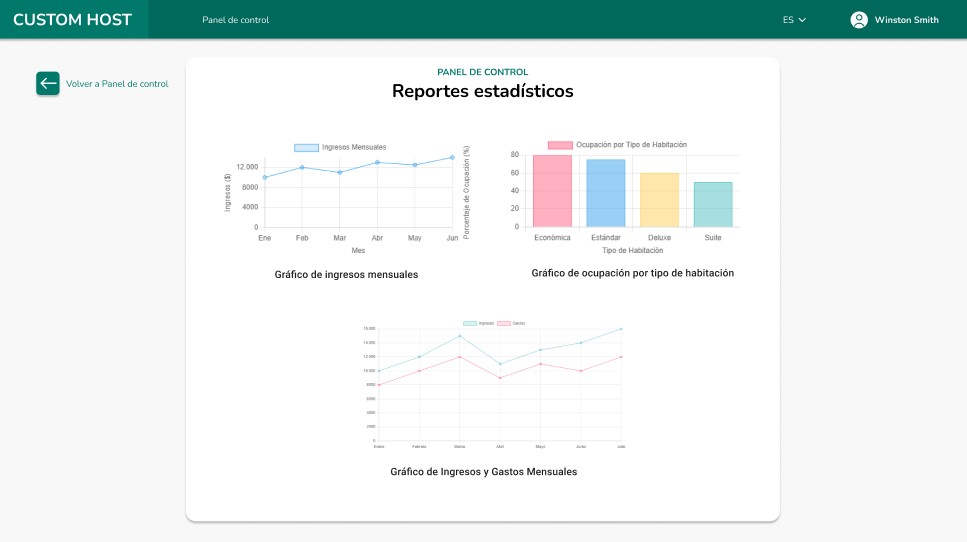 CUSTOM HOST
Panel de control
ES
Winston Smith
Volver a Panel de control
PANEL DE CONTROL
Reportes estadísticos
Ingresos Mensuales
Ingresos ($)
12.000
8000
4000
0
Ene Feb Mar Abr May Jun
Mes
Gráfico de ingresos mensuales
Ocupación por Tipo de Habitación
Porcentaje de Ocupación (%)
80
60
40
20
0
Económica Estándar Deluxe Suite
Tipo de Habitación
Gráfico de ocupación por tipo de habitación
Ingresos Gastos
16.000
14.000
12.000
10.000
8000
6000
4000
2000
0
Enero Febrero Marzo Abril Mayo Junio Julio
Gráfico de Ingresos y Gastos Mensuales